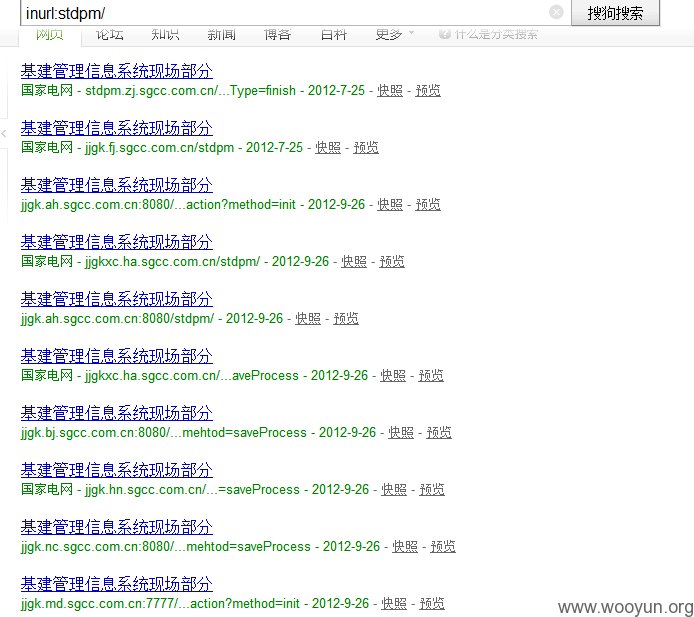 inurl:stdpm/ 搜狗搜索
网页 论坛 知识 新闻 博客 百科 更多 什么是分类搜索
基建管理信息系统现场部分
国家电网 - stdpm.zj.sgcc.com.cn/...Type=finish - 2012-7-25 - 快照 - 预览
基建管理信息系统现场部分
国家电网 - jjgk.fj.sgcc.com.cn/stdpm - 2012-7-25 - 快照 - 预览
基建管理信息系统现场部分
jjgk.ah.sgcc.com.cn:8080/...action?method=init - 2012-9-26 - 快照 - 预览
基建管理信息系统现场部分
国家电网 - jjgkxc.ha.sgcc.com.cn/stdpm/ - 2012-9-26 - 快照 - 预览
基建管理信息系统现场部分
jjgk.ah.sgcc.com.cn:8080/stdpm/ - 2012-9-26 - 快照 - 预览
基建管理信息系统现场部分
国家电网 - jjgkxc.ha.sgcc.com.cn/...aveProcess - 2012-9-26 - 快照 - 预览
基建管理信息系统现场部分
jjgk.bj.sgcc.com.cn:8080/...mehtod=saveProcess - 2012-9-26 - 快照 - 预览
基建管理信息系统现场部分
国家电网 - jjgk.hn.sgcc.com.cn/...=saveProcess - 2012-9-26 - 快照 - 预览
基建管理信息系统现场部分
jjgk.nc.sgcc.com.cn:8080/...mehtod=saveProcess - 2012-9-26 - 快照 - 预览
基建管理信息系统现场部分
jjgk.md.sgcc.com.cn:7777/...action?method=init - 2012-9-26 - 快照 - 预览
www.wooyun.org